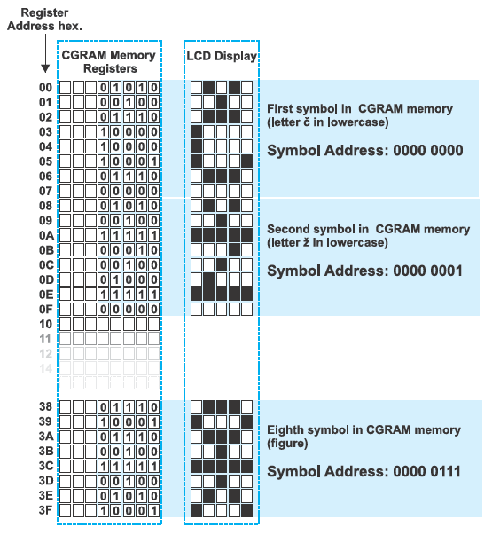 Register
Address hex.
CGRAM Memory
Registers
LCD Display
00 0 1 0 1 0
01 0 0 1 0 0
02 0 1 1 1 0
03 1 0 0 0 0
04 1 0 0 0 0
05 1 0 0 0 1
06 0 1 1 1 0
07 0 0 0 0 0
08 0 1 0 1 0
09 0 0 1 0 0
0A 1 1 1 1 1
0B 0 0 0 1 0
0C 0 0 1 0 0
0D 0 1 0 0 0
0E 1 1 1 1 1
0F 0 0 0 0 0
10
11
12
14
38 0 1 1 1 0
39 1 0 0 0 1
3A 0 1 1 1 0
3B 0 0 1 0 0
3C 1 1 1 1 1
3D 0 0 1 0 0
3E 0 1 0 1 0
3F 1 0 0 0 1
First symbol in CGRAM memory
(letter č in lowercase)
Symbol Address: 0000 0000
Second symbol in CGRAM memory
(letter ž in lowercase)
Symbol Address: 0000 0001
Eighth symbol in CGRAM memory
(figure)
Symbol Address: 0000 0111